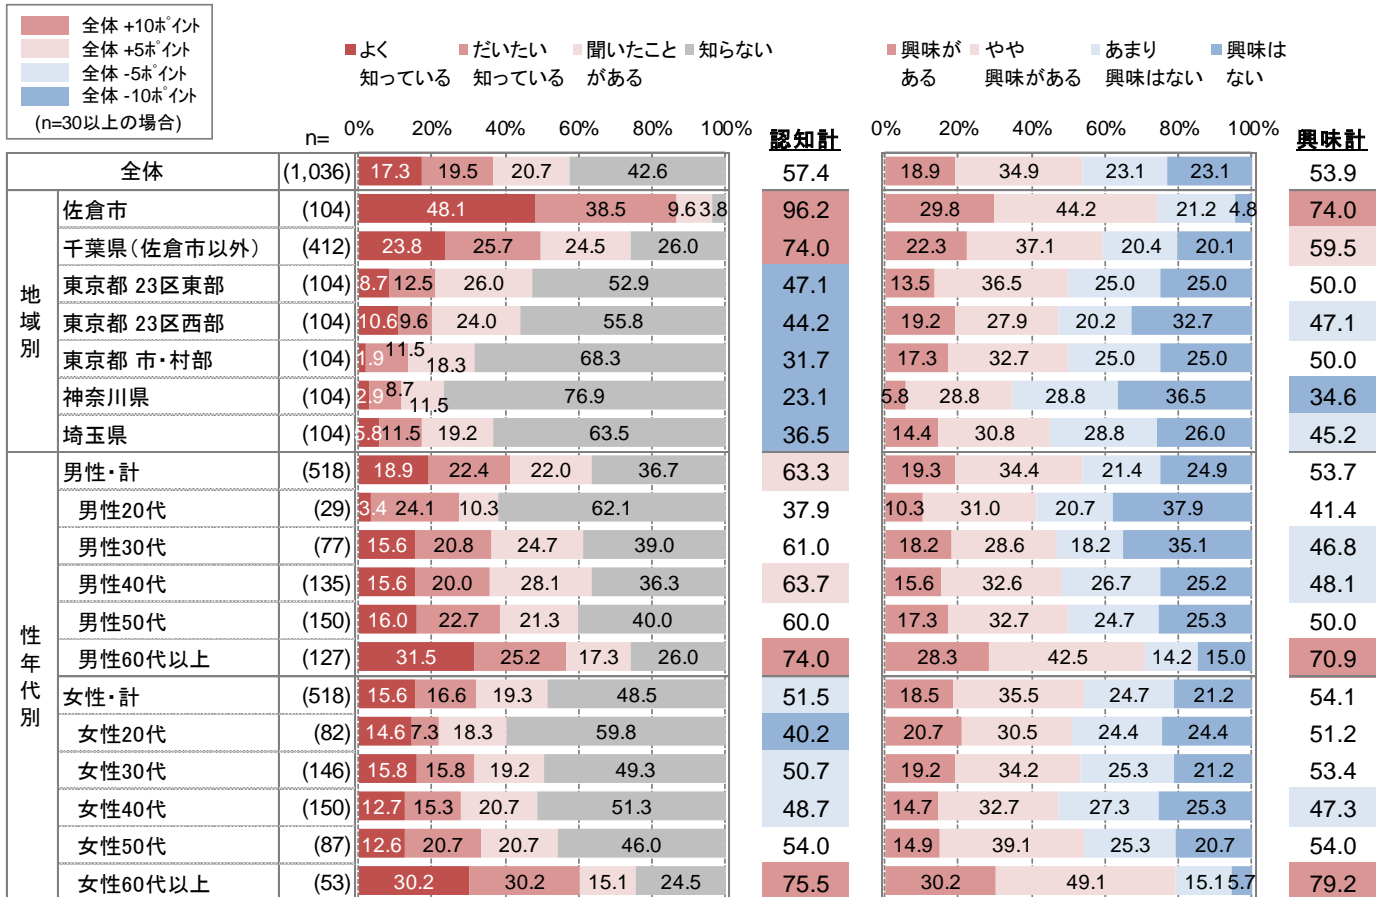 全体 +10ポイント
全体 +5ポイント
全体 -5ポイント
全体 -10ポイント
(n=30以上の場合)
■よく知っている ■だいたい知っている ■聞いたことがある ■知らない
■興味がある ■やや興味がある ■あまり興味はない ■興味はない
n= 0% 20% 40% 60% 80% 100% 認知計 0% 20% 40% 60% 80% 100% 興味計
全体 (1,036) 17.3 19.5 20.7 42.6 57.4 18.9 34.9 23.1 23.1 53.9
地域別
佐倉市 (104) 48.1 38.5 9.6 3.8 96.2 29.8 44.2 21.2 4.8 74.0
千葉県(佐倉市以外) (412) 23.8 25.7 24.5 26.0 74.0 22.3 37.1 20.4 20.1 59.5
東京都 23区東部 (104) 8.7 12.5 26.0 52.9 47.1 13.5 36.5 25.0 25.0 50.0
東京都 23区西部 (104) 10.6 9.6 24.0 55.8 44.2 19.2 27.9 20.2 32.7 47.1
東京都 市・村部 (104) 1.9 11.5 18.3 68.3 31.7 17.3 32.7 25.0 25.0 50.0
神奈川県 (104) 2.9 8.7 11.5 76.9 23.1 5.8 28.8 28.8 36.5 34.6
埼玉県 (104) 5.8 11.5 19.2 63.5 36.5 14.4 30.8 28.8 26.0 45.2
性年代別
男性・計 (518) 18.9 22.4 22.0 36.7 63.3 19.3 34.4 21.4 24.9 53.7
男性20代 (29) 3.4 24.1 10.3 62.1 37.9 10.3 31.0 20.7 37.9 41.4
男性30代 (77) 15.6 20.8 24.7 39.0 61.0 18.2 28.6 18.2 35.1 46.8
男性40代 (135) 15.6 20.0 28.1 36.3 63.7 15.6 32.6 26.7 25.2 48.1
男性50代 (150) 16.0 22.7 21.3 40.0 60.0 17.3 32.7 24.7 25.3 50.0
男性60代以上 (127) 31.5 25.2 17.3 26.0 74.0 28.3 42.5 14.2 15.0 70.9
女性・計 (518) 15.6 16.6 19.3 48.5 51.5 18.5 35.5 24.7 21.2 54.1
女性20代 (82) 14.6 7.3 18.3 59.8 40.2 20.7 30.5 24.4 24.4 51.2
女性30代 (146) 15.8 15.8 19.2 49.3 50.7 19.2 34.2 25.3 21.2 53.4
女性40代 (150) 12.7 15.3 20.7 51.3 48.7 14.7 32.7 27.3 25.3 47.3
女性50代 (87) 12.6 20.7 20.7 46.0 54.0 14.9 39.1 25.3 20.7 54.0
女性60代以上 (53) 30.2 30.2 15.1 24.5 75.5 30.2 49.1 15.1 5.7 79.2